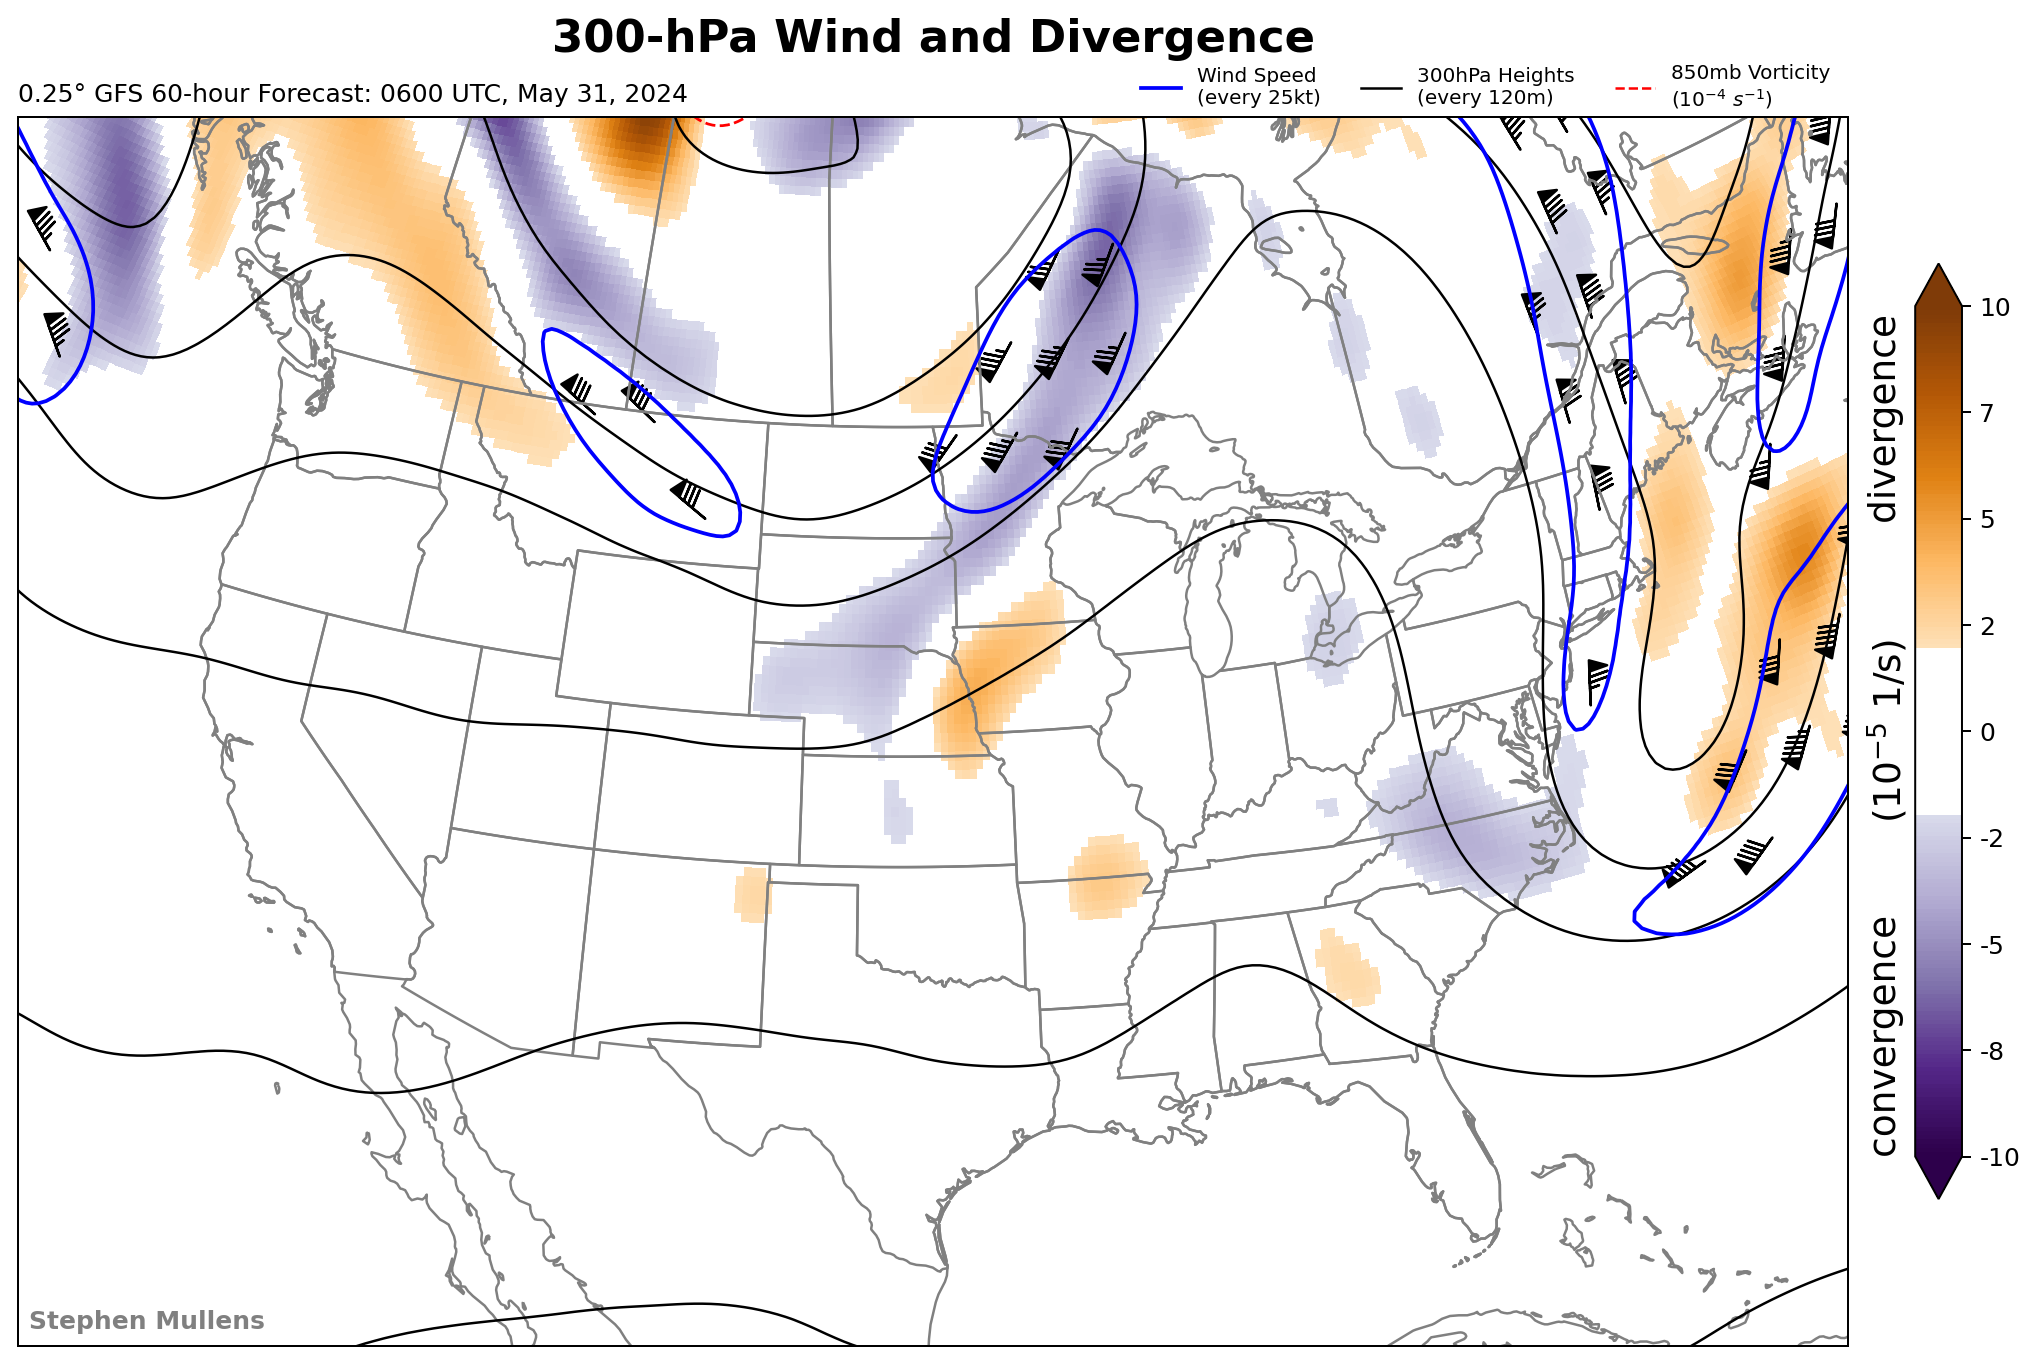 300-hPa Wind and Divergence
0.25° GFS 60-hour Forecast: 0600 UTC, May 31, 2024
Wind Speed
(every 25kt)
300hPa Heights
(every 120m)
850mb Vorticity
(10⁻⁴ s⁻¹)
10
7
5
2
0
-2
-5
-8
-10
convergence (10⁻⁵ 1/s) divergence
Stephen Mullens